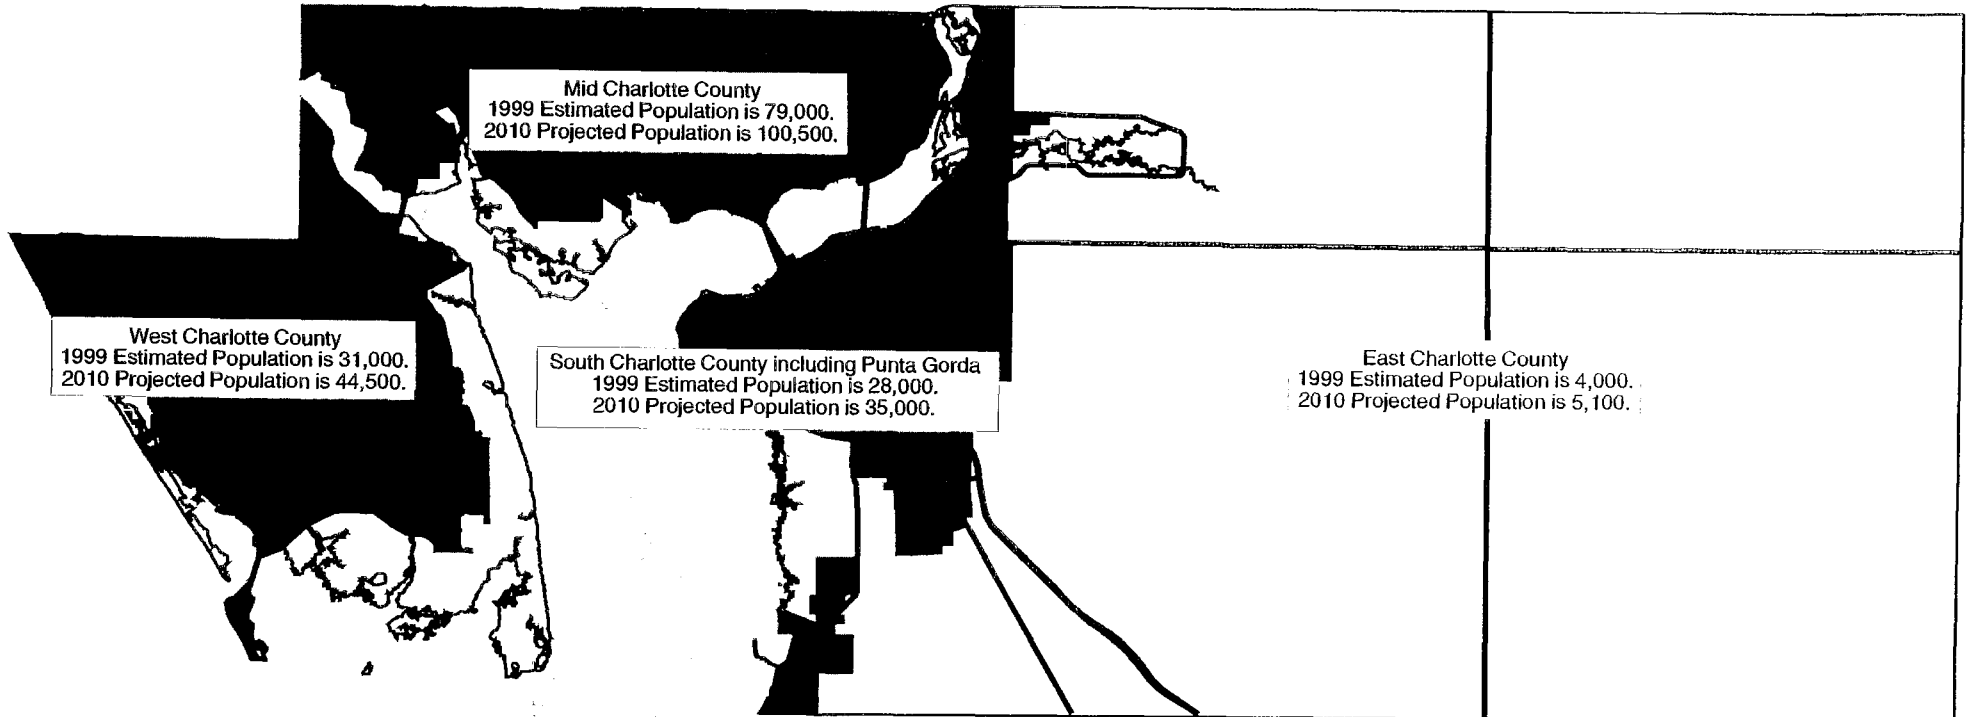 Mid Charlotte County
1999 Estimated Population is 79,000.
2010 Projected Population is 100,500.
West Charlotte County
1999 Estimated Population is 31,000.
2010 Projected Population is 44,500.
South Charlotte County including Punta Gorda
1999 Estimated Population is 28,000.
2010 Projected Population is 35,000.
East Charlotte County
1999 Estimated Population is 4,000.
2010 Projected Population is 5,100.